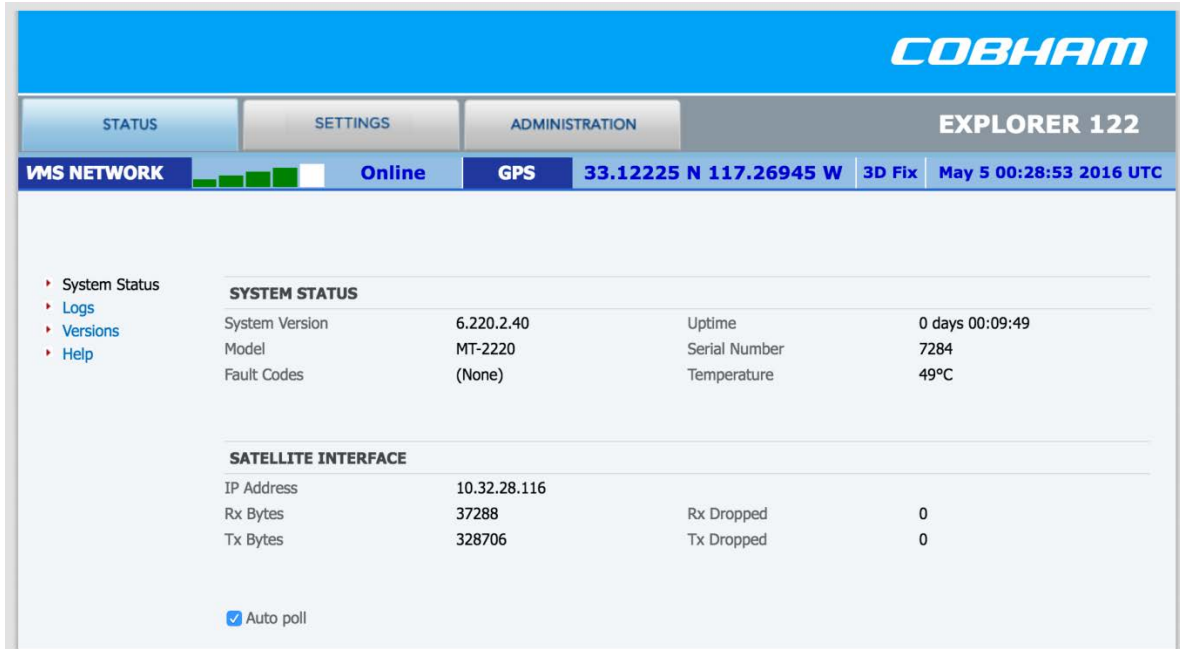 COBHAM
STATUS SETTINGS ADMINISTRATION EXPLORER 122
VMS NETWORK Online GPS 33.12225 N 117.26945 W 3D Fix May 5 00:28:53 2016 UTC
System Status
Logs
Versions
Help
SYSTEM STATUS
System Version 6.220.2.40 Uptime 0 days 00:09:49
Model MT-2220 Serial Number 7284
Fault Codes (None) Temperature 49°C
SATELLITE INTERFACE
IP Address 10.32.28.116
Rx Bytes 37288 Rx Dropped 0
Tx Bytes 328706 Tx Dropped 0
Auto poll